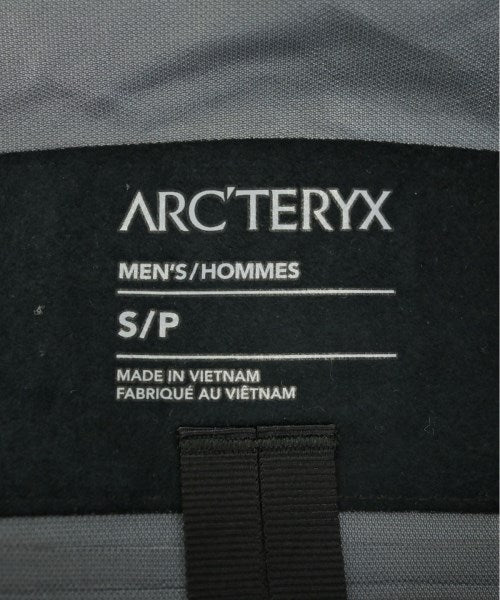 ARC'TERYX
MEN'S/HOMMES
S/P
MADE IN VIETNAM
FABRIQUÉ AU VIÊTNAM